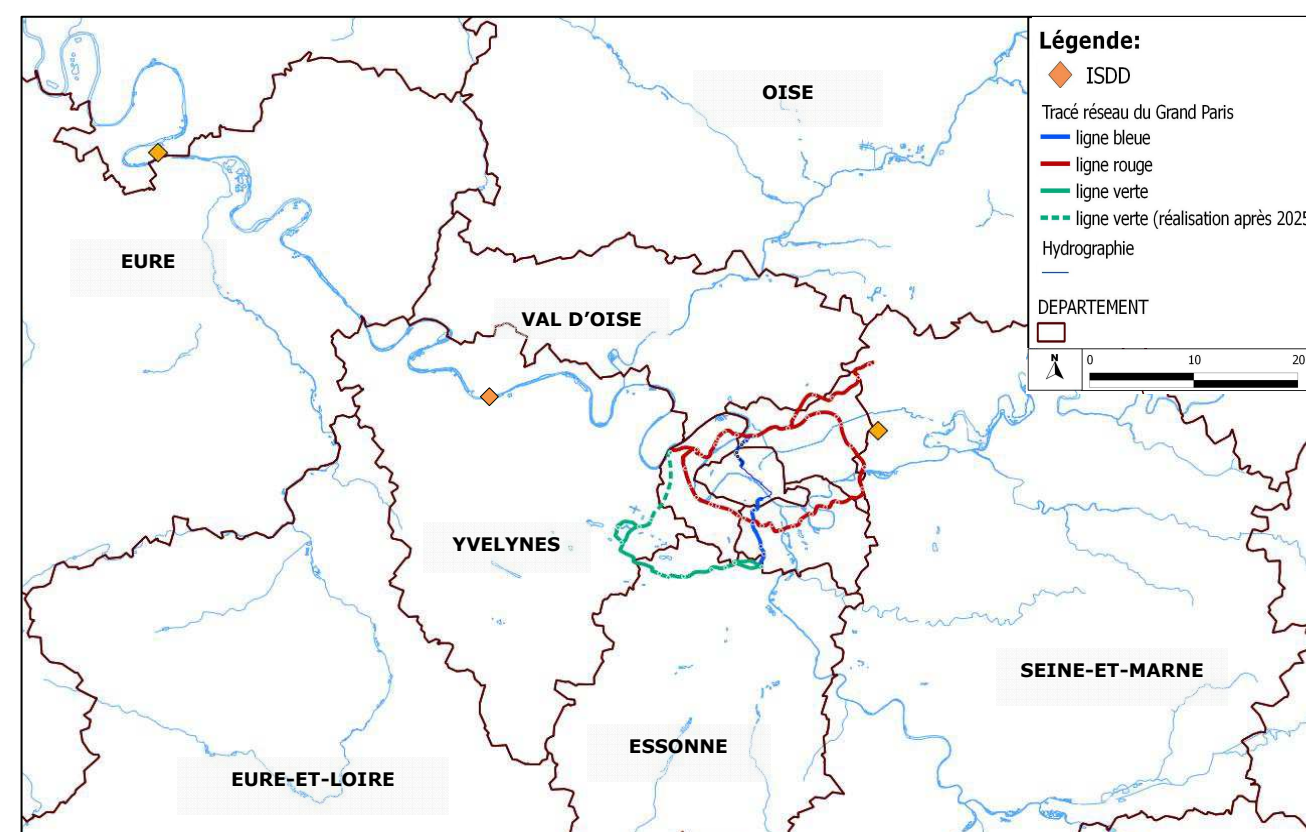 Légende:
ISDD
Tracé réseau du Grand Paris
ligne bleue
ligne rouge
ligne verte
ligne verte (réalisation après 2025
Hydrographie
DEPARTEMENT
N
0 10 20
OISE
EURE
VAL D'OISE
YVELYNES
SEINE-ET-MARNE
ESSONNE
EURE-ET-LOIRE